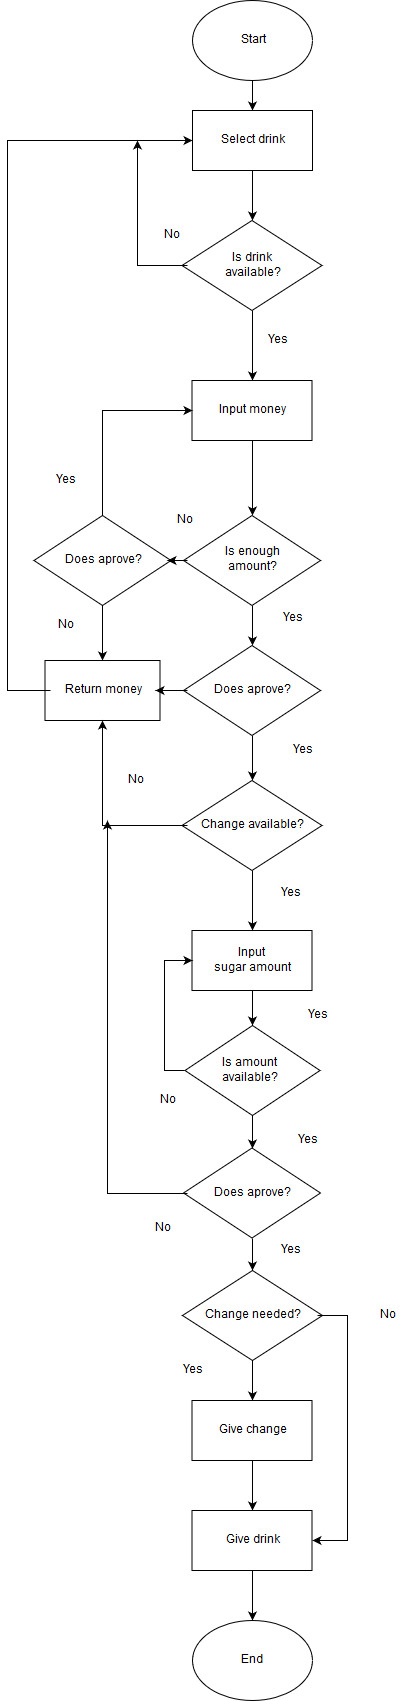 Start
Select drink
No
Is drink
available?
Yes
Input money
Yes
No
Does aprove?
Is enough
amount?
No
Yes
Return money
Does aprove?
Yes
No
Change available?
Yes
Input
sugar amount
Yes
Is amount
available?
No
Yes
Does aprove?
No
Yes
Change needed?
No
Yes
Give change
Give drink
End